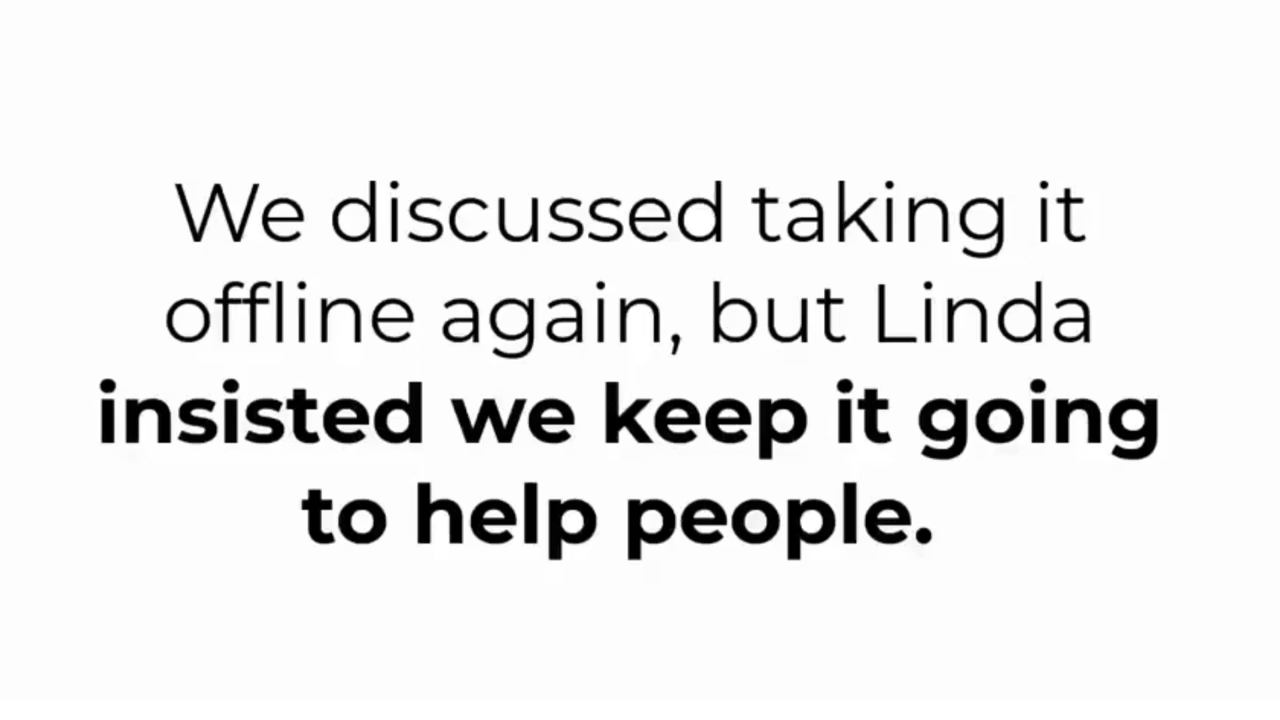 We discussed taking it
offline again, but Linda
insisted we keep it going
to help people.